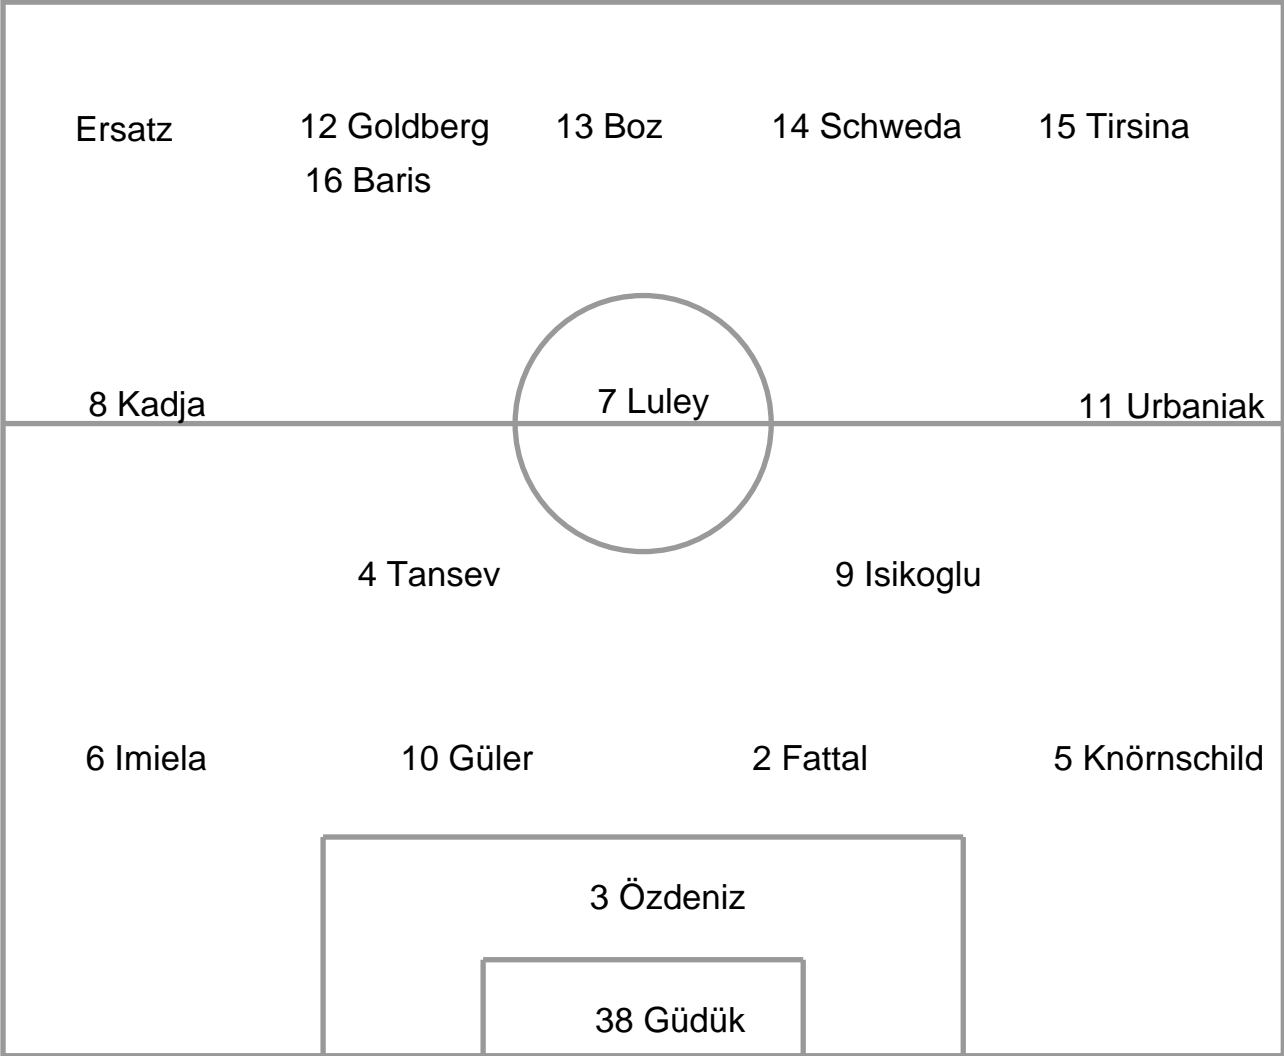 Ersatz 12 Goldberg 13 Boz 14 Schweda 15 Tirsina
16 Baris
8 Kadja 7 Luley 11 Urbaniak
4 Tansev 9 Isikoglu
6 Imiela 10 Güler 2 Fattal 5 Knörnschild
3 Özdeniz
38 Güdük